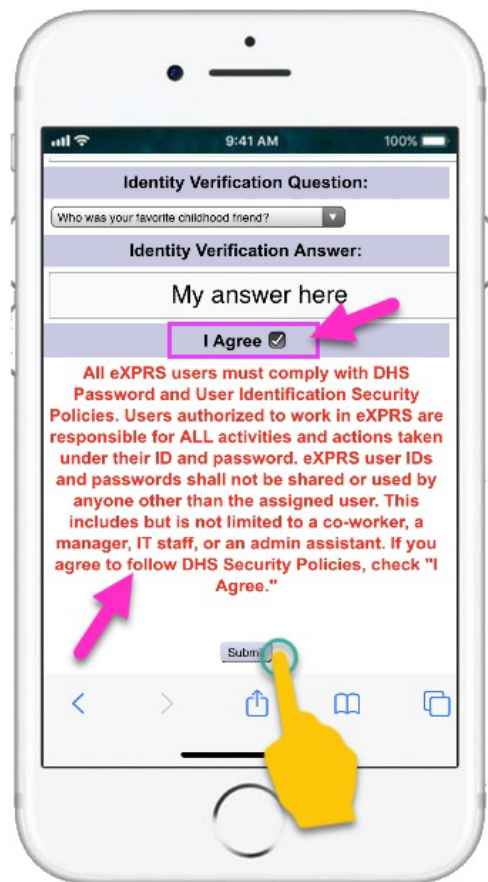 9:41 AM 100%
Identity Verification Question:
Who was your favorite childhood friend?
Identity Verification Answer:
My answer here
I Agree
All eXPRS users must comply with DHS
Password and User Identification Security
Policies. Users authorized to work in eXPRS are
responsible for ALL activities and actions taken
under their ID and password. eXPRS user IDs
and passwords shall not be shared or used by
anyone other than the assigned user. This
includes but is not limited to a co-worker, a
manager, IT staff, or an admin assistant. If you
agree to follow DHS Security Policies, check "I
Agree."
Submit